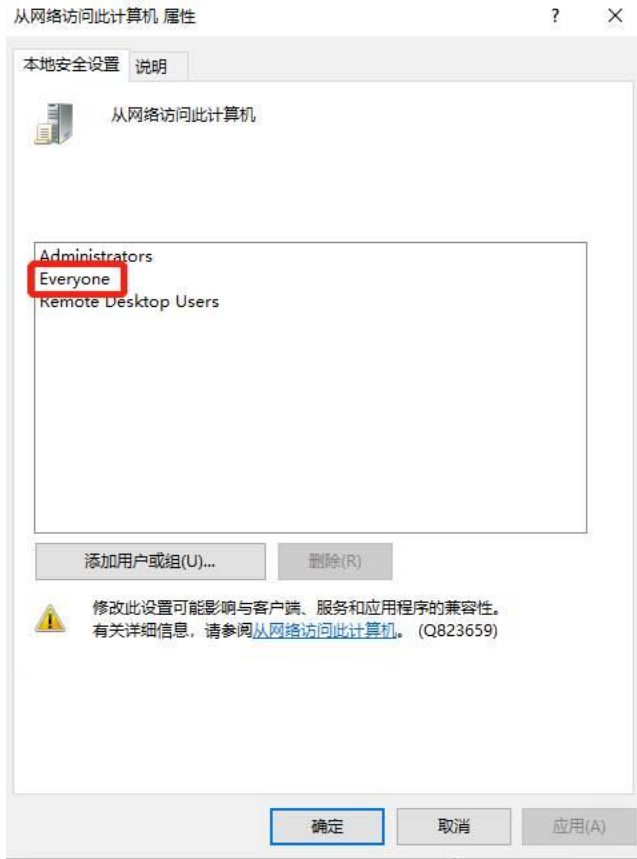 从网络访问此计算机 属性
? ×
本地安全设置 说明
从网络访问此计算机
Administrators
Everyone
Remote Desktop Users
添加用户或组(U)... 删除(R)
修改此设置可能影响与客户端、服务和应用程序的兼容性。
有关详细信息，请参阅从网络访问此计算机。 (Q823659)
确定 取消 应用(A)